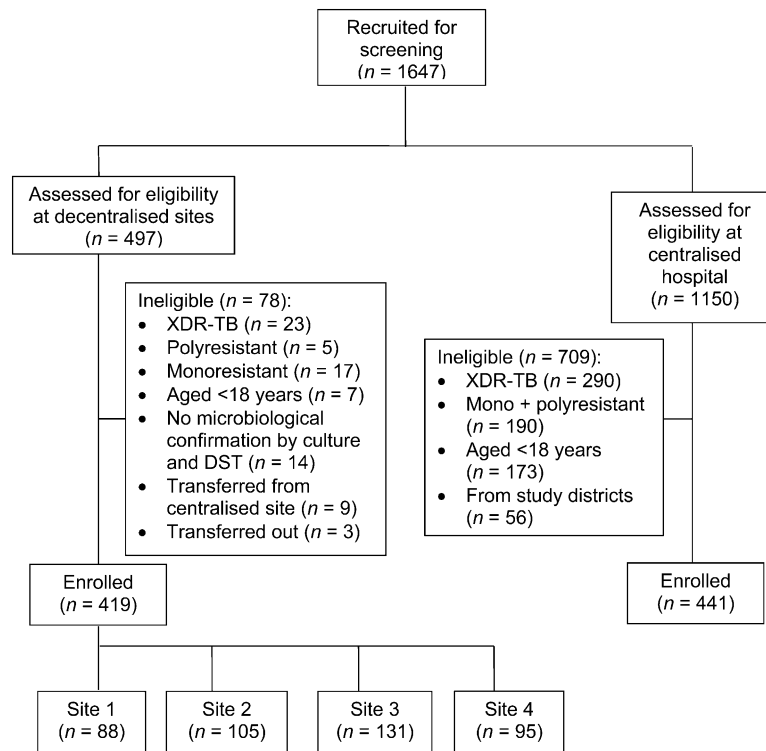 Recruited for
screening
(n = 1647)
Assessed for eligibility
at decentralised sites
(n = 497)
Assessed for
eligibility at
centralised
hospital
(n = 1150)
Ineligible (n = 78):
• XDR-TB (n = 23)
• Polyresistant (n = 5)
• Monoresistant (n = 17)
• Aged <18 years (n = 7)
• No microbiological
confirmation by culture
and DST (n = 14)
• Transferred from
centralised site (n = 9)
• Transferred out (n = 3)
Ineligible (n = 709):
• XDR-TB (n = 290)
• Mono + polyresistant
(n = 190)
• Aged <18 years
(n = 173)
• From study districts
(n = 56)
Enrolled
(n = 419)
Enrolled
(n = 441)
Site 1
(n = 88)
Site 2
(n = 105)
Site 3
(n = 131)
Site 4
(n = 95)